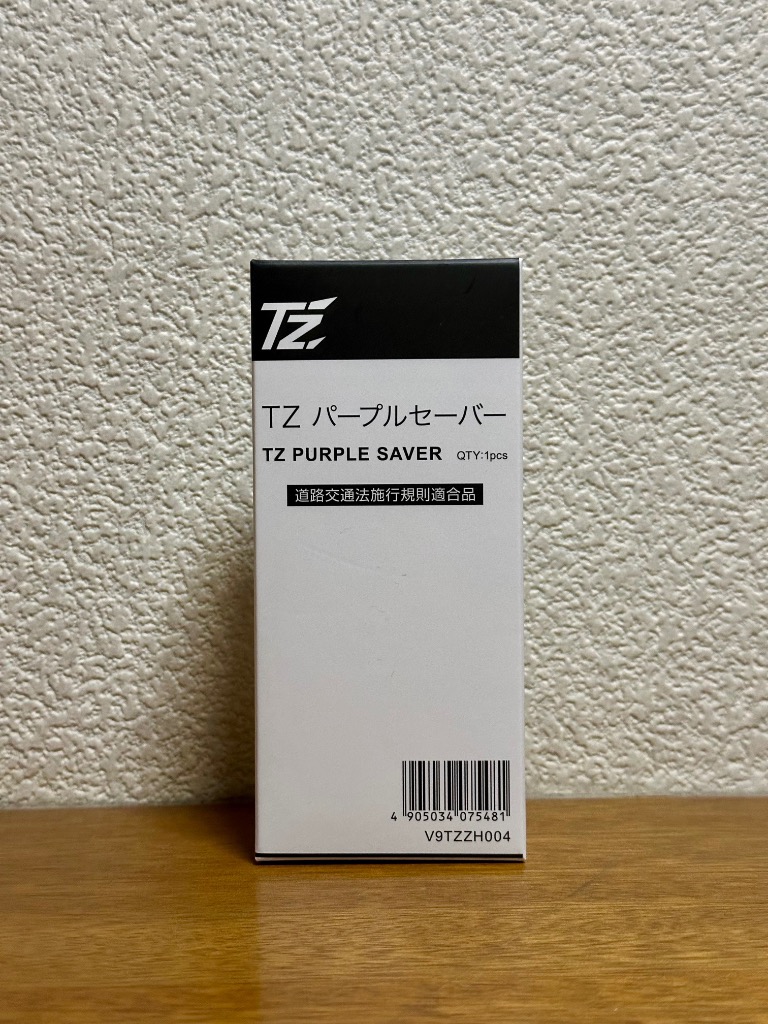 TZ
TZ パープルセーバー
TZ PURPLE SAVER QTY:1pcs
道路交通法施行規則適合品
4 905034 075481
V9TZZH004